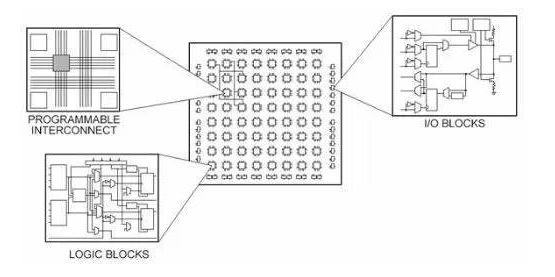 PROGRAMMABLE
INTERCONNECT
I/O BLOCKS
LOGIC BLOCKS